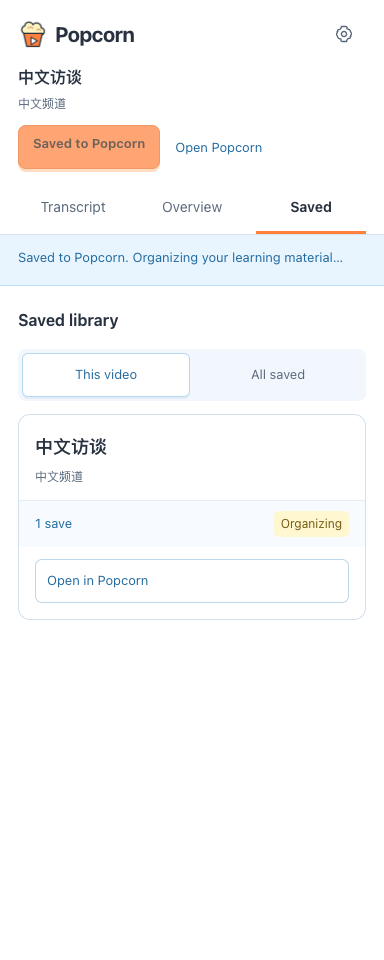 Popcorn
中文访谈
中文频道
Saved to Popcorn
Open Popcorn
Transcript
Overview
Saved
Saved to Popcorn. Organizing your learning material…
Saved library
This video
All saved
中文访谈
中文频道
1 save
Organizing
Open in Popcorn